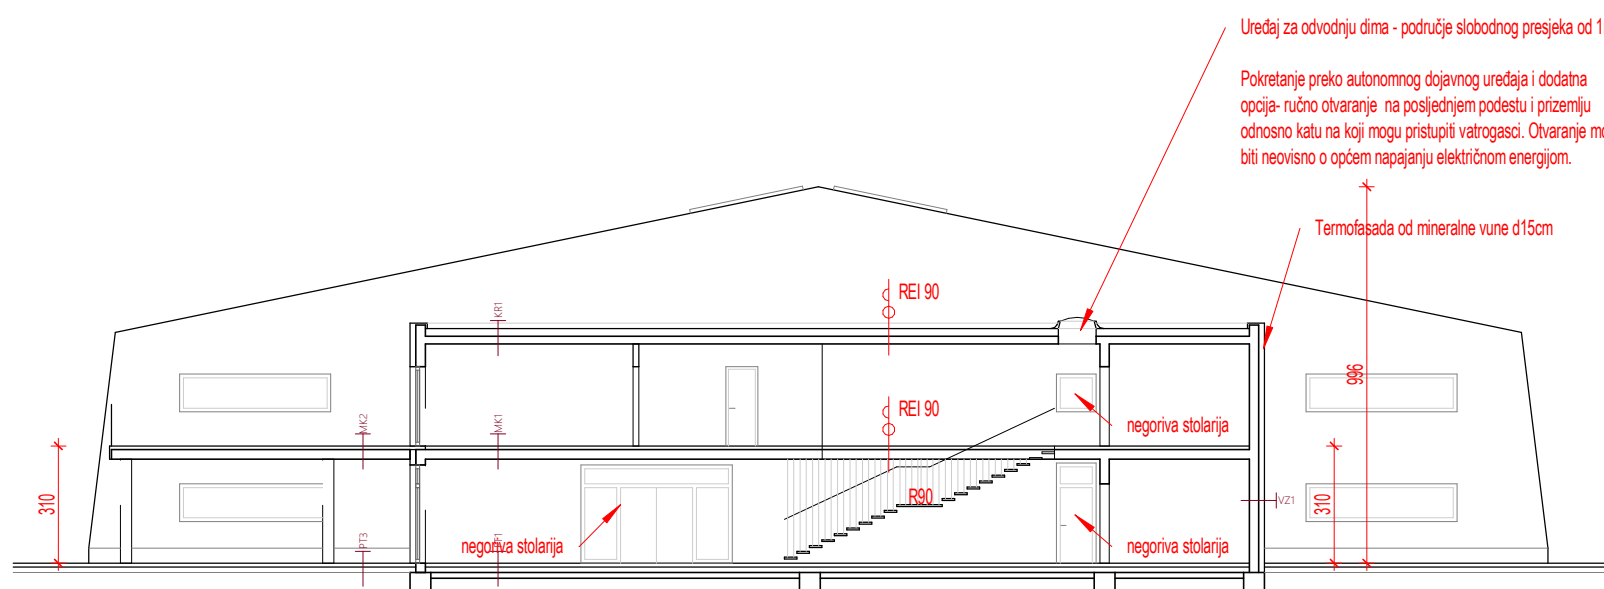 Uređaj za odvodnju dima - područje slobodnog presjeka od 1
Pokretanje preko autonomnog dojavnog uređaja i dodatna
opcija- ručno otvaranje na posljednjem podestu i prizemlju
odnosno katu na koji mogu pristupiti vatrogasci. Otvaranje mo
biti neovisno o općem napajanju električnom energijom.
Termofasada od mineralne vune d15cm
REI 90
KR1
996
MK2
MK1
REI 90
negoriva stolarija
310
R90
310
VZ1
PT3
negoriva stolarija
negoriva stolarija